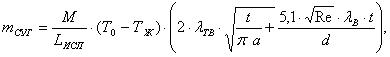 m_СУГ = M / L_ИСП · (T_0 − T_Ж) · (2 · λ_ТВ · √(t / (π a) + (5,1 · √Re · λ_В · t) / d)),